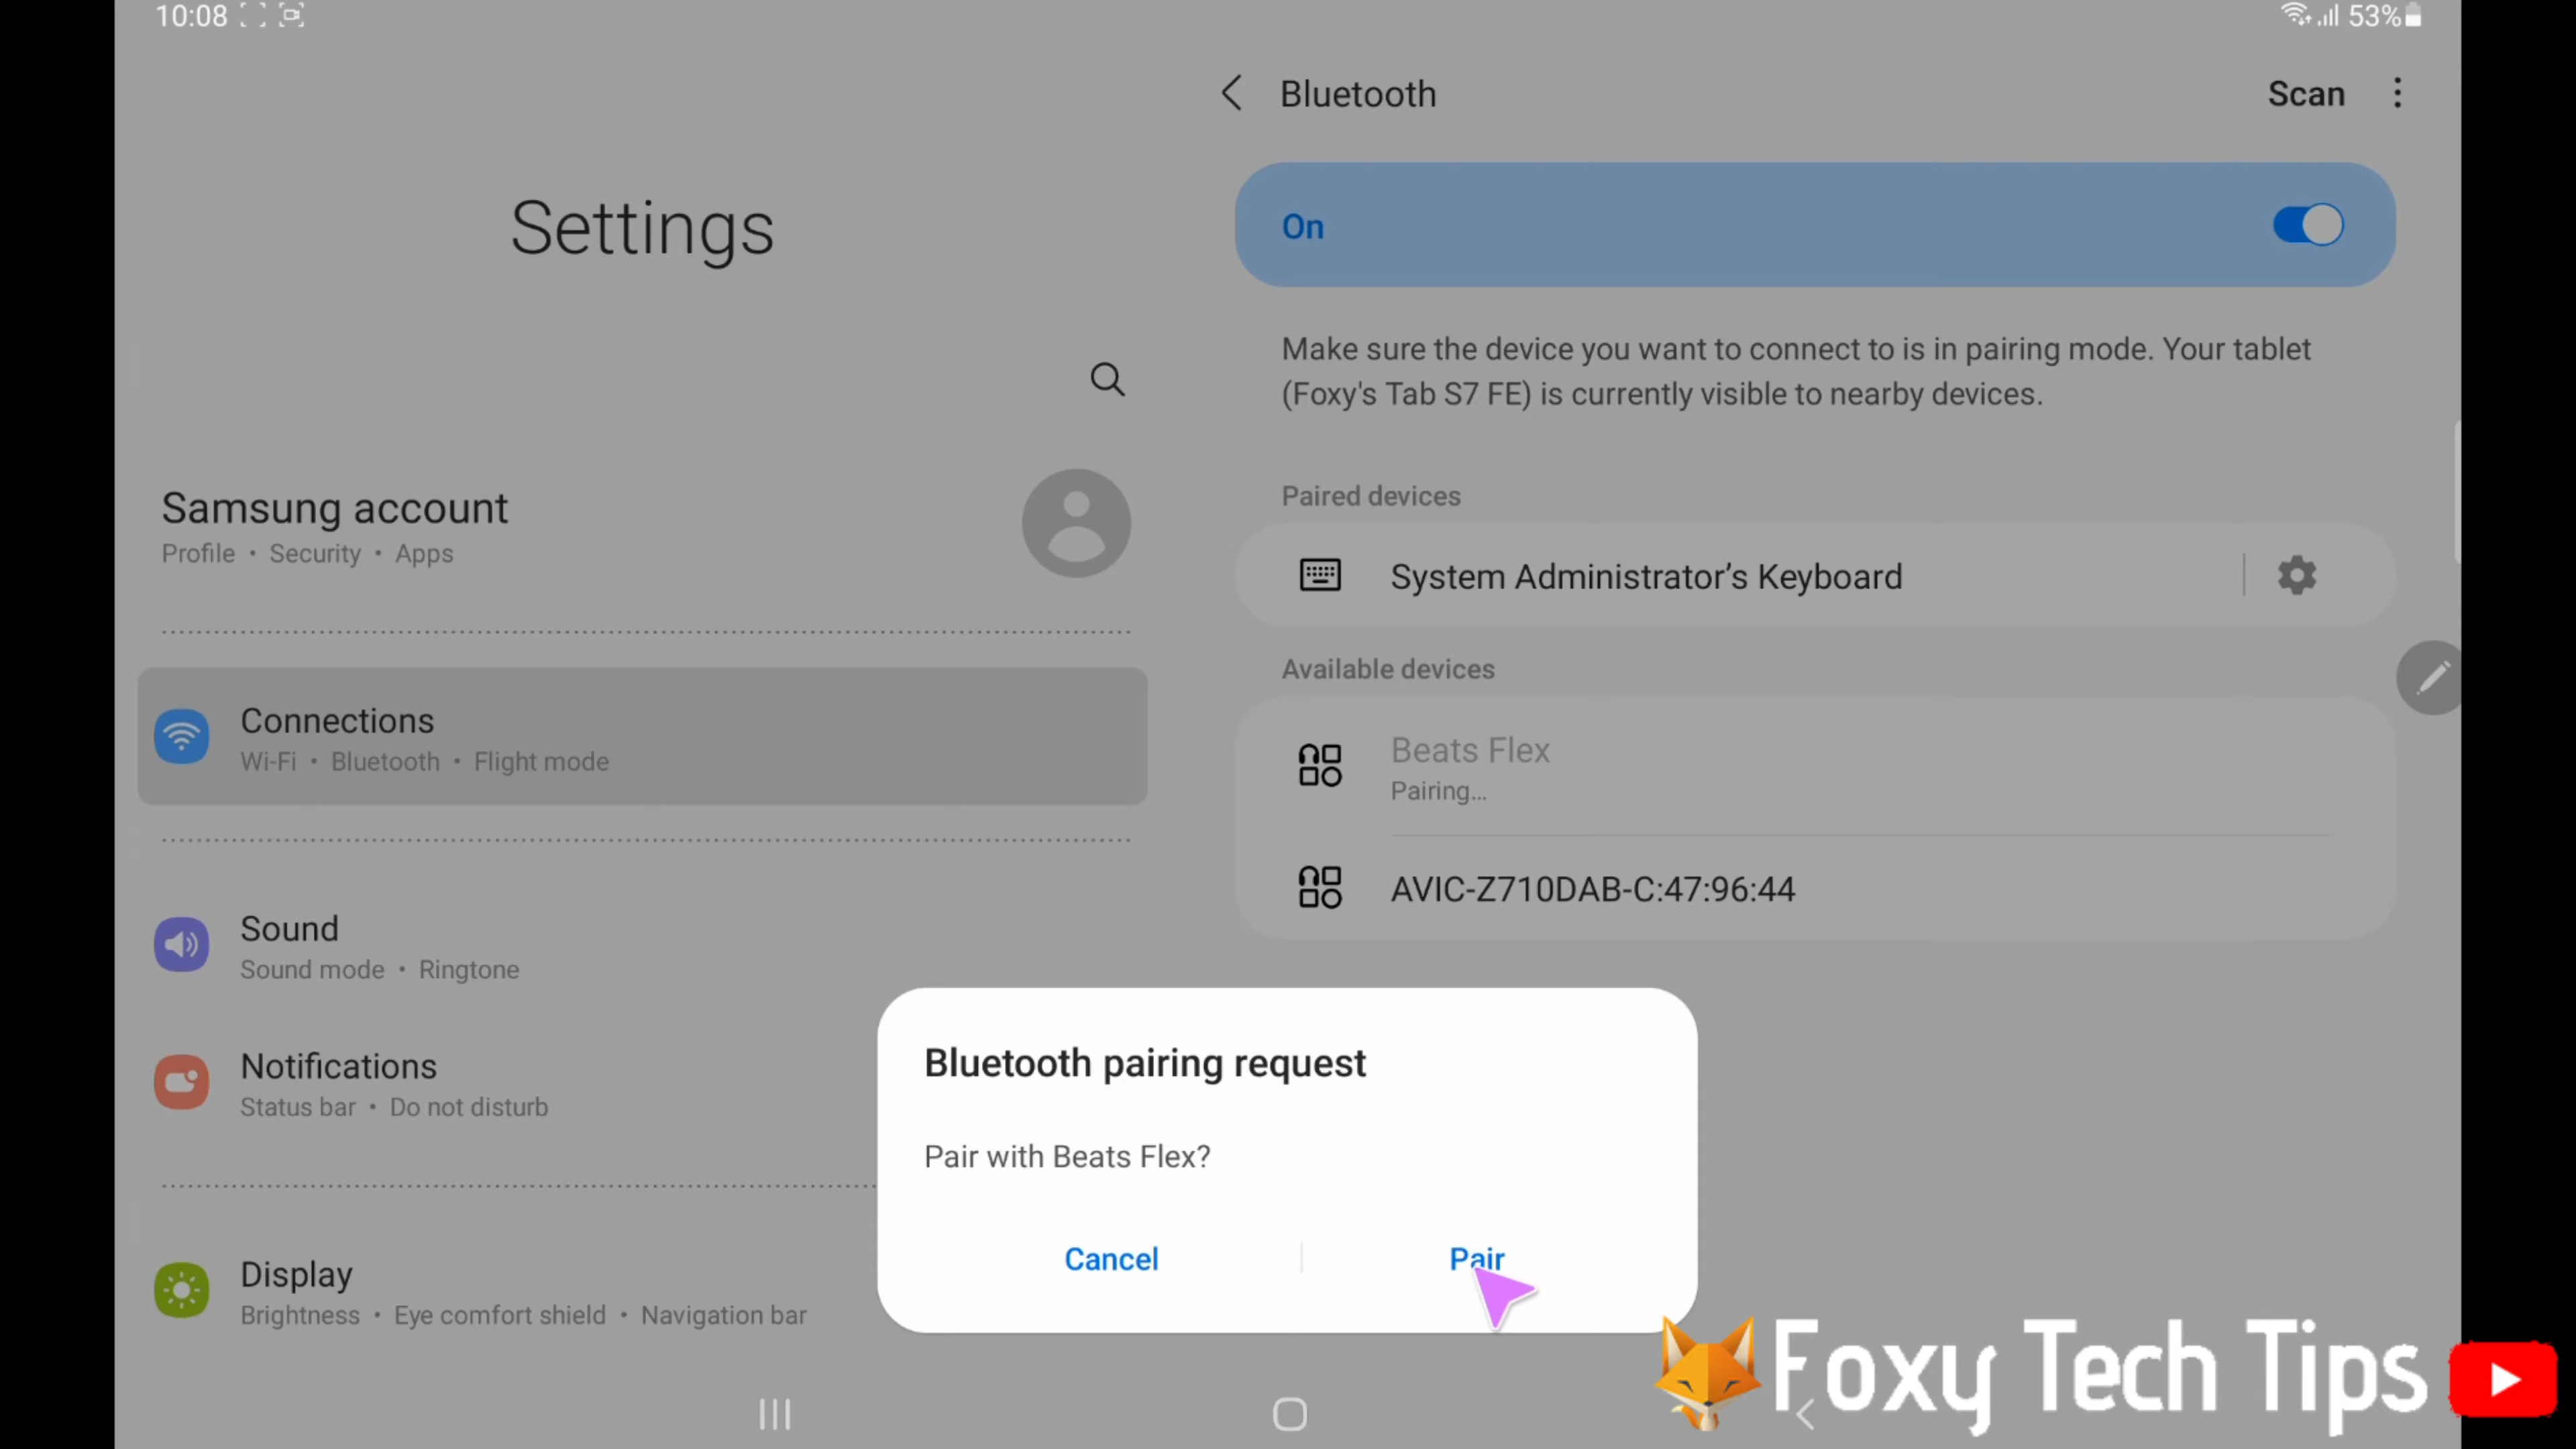 10:08
53%
Settings
Samsung account
Profile • Security • Apps
Connections
Wi-Fi • Bluetooth • Flight mode
Sound
Sound mode • Ringtone
Notifications
Status bar • Do not disturb
Display
Brightness • Eye comfort shield • Navigation bar
Bluetooth
Scan
On
Make sure the device you want to connect to is in pairing mode. Your tablet
(Foxy's Tab S7 FE) is currently visible to nearby devices.
Paired devices
System Administrator’s Keyboard
Available devices
Beats Flex
Pairing...
AVIC-Z710DAB-C:47:96:44
Bluetooth pairing request
Pair with Beats Flex?
Cancel
Pair
Foxy Tech Tips